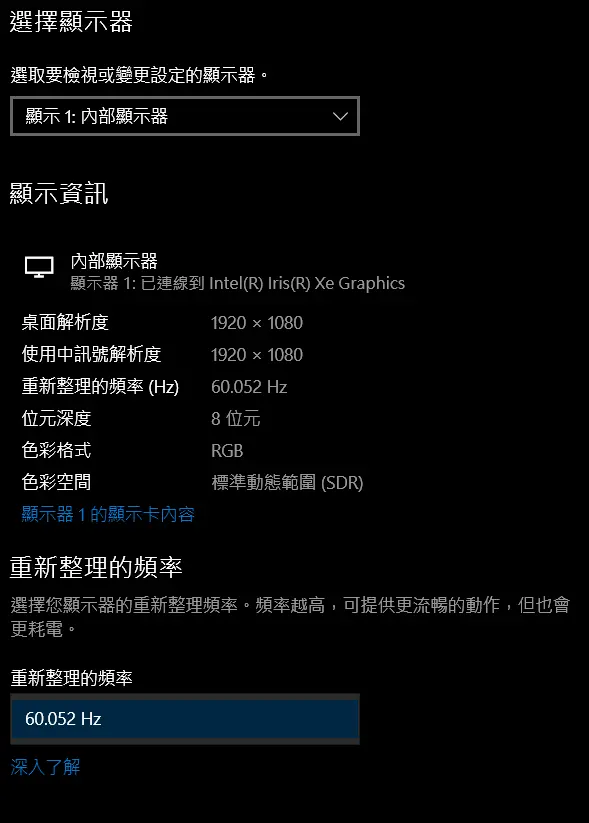 選擇顯示器
選取要檢視或變更設定的顯示器。
顯示 1: 內部顯示器
顯示資訊
內部顯示器
顯示器 1: 已連線到 Intel(R) Iris(R) Xe Graphics
桌面解析度 1920 × 1080
使用中訊號解析度 1920 × 1080
重新整理的頻率 (Hz) 60.052 Hz
位元深度 8 位元
色彩格式 RGB
色彩空間 標準動態範圍 (SDR)
顯示器 1 的顯示卡內容
重新整理的頻率
選擇您顯示器的重新整理頻率。頻率越高，可提供更流暢的動作，但也會
更耗電。
重新整理的頻率
60.052 Hz
深入了解